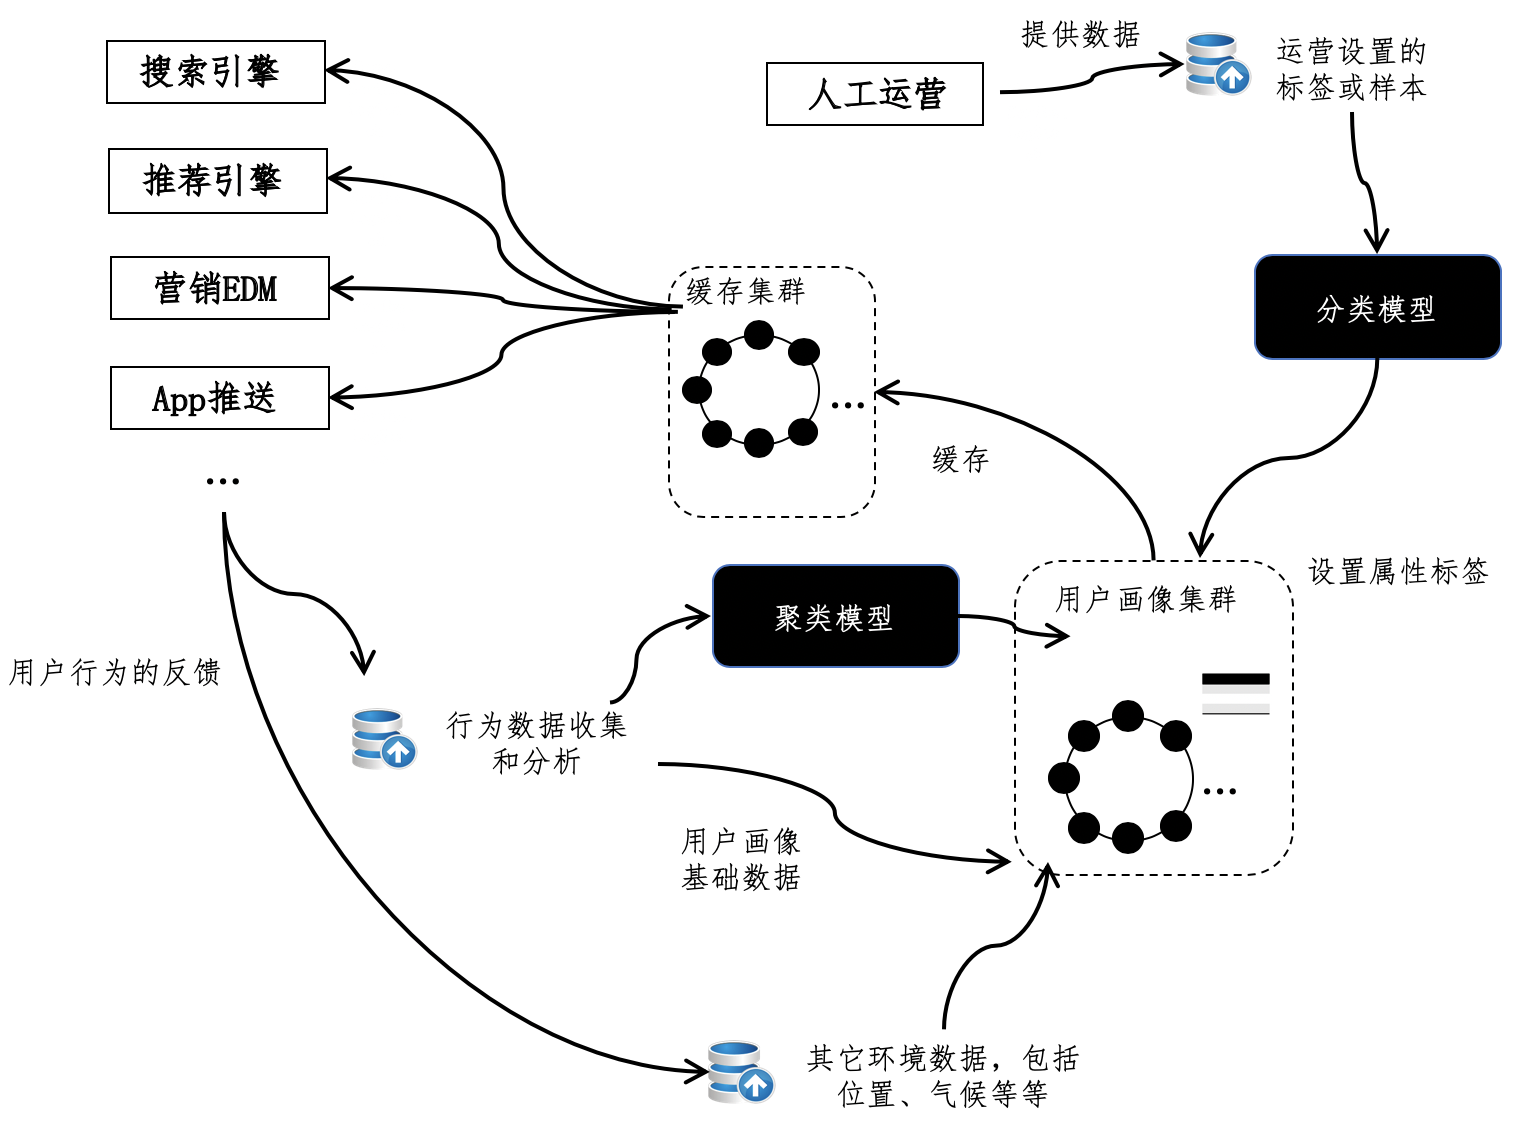 提供数据
搜索引擎
人工运营
运营设置的
标签或样本
推荐引擎
营销EDM
缓存集群
分类模型
App推送
...
缓存
...
设置属性标签
用户画像集群
聚类模型
用户行为的反馈
行为数据收集
和分析
...
用户画像
基础数据
其它环境数据，包括
位置、气候等等